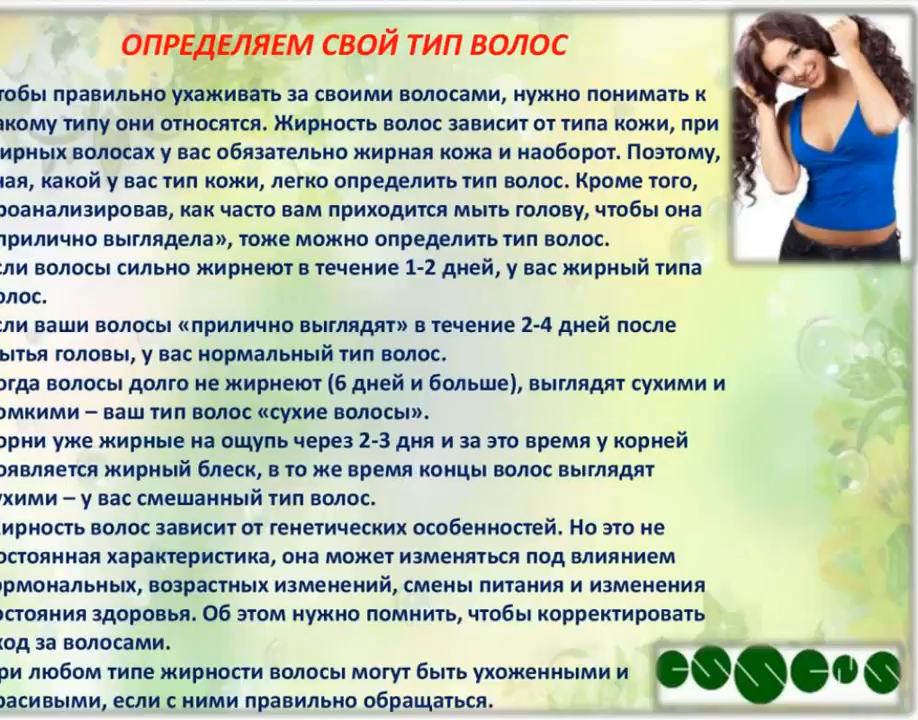 ОПРЕДЕЛЯЕМ СВОЙ ТИП ВОЛОС
тобы правильно ухаживать за своими волосами, нужно понимать к
акому типу они относятся. Жирность волос зависит от типа кожи, при
ирных волосах у вас обязательно жирная кожа и наоборот. Поэтому,
ная, какой у вас тип кожи, легко определить тип волос. Кроме того,
роанализировав, как часто вам приходится мыть голову, чтобы она
прилично выглядела», тоже можно определить тип волос.
сли волосы сильно жирнеют в течение 1-2 дней, у вас жирный типа
олос.
сли ваши волосы «прилично выглядят» в течение 2-4 дней после
ытья головы, у вас нормальный тип волос.
огда волосы долго не жирнеют (6 дней и больше), выглядят сухими и
омкими – ваш тип волос «сухие волосы».
орни уже жирные на ощупь через 2-3 дня и за это время у корней
оявляется жирный блеск, в то же время концы волос выглядят
ухими – у вас смешанный тип волос.
ирность волос зависит от генетических особенностей. Но это не
остоянная характеристика, она может изменяться под влиянием
ормональных, возрастных изменений, смены питания и изменения
остояния здоровья. Об этом нужно помнить, чтобы корректировать
ход за волосами.
ри любом типе жирности волосы могут быть ухоженными и
расивыми, если с ними правильно обращаться.
essens